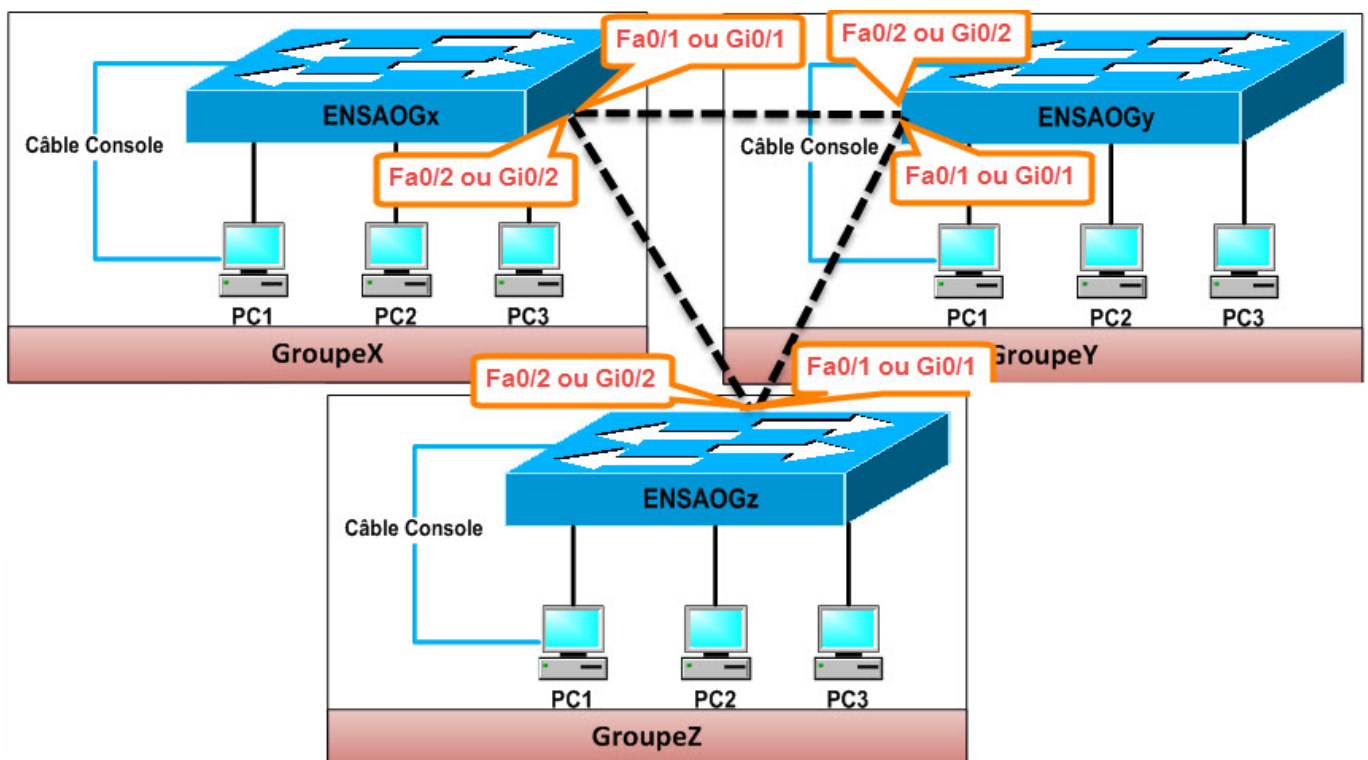 Fa0/1 ou Gi0/1
Fa0/2 ou Gi0/2
ENSAOGx
ENSAOGy
Câble Console
Câble Console
Fa0/2 ou Gi0/2
Fa0/1 ou Gi0/1
PC1
PC2
PC3
PC1
PC2
PC3
GroupeX
GroupeY
Fa0/2 ou Gi0/2
Fa0/1 ou Gi0/1
ENSAOGz
Câble Console
PC1
PC2
PC3
GroupeZ